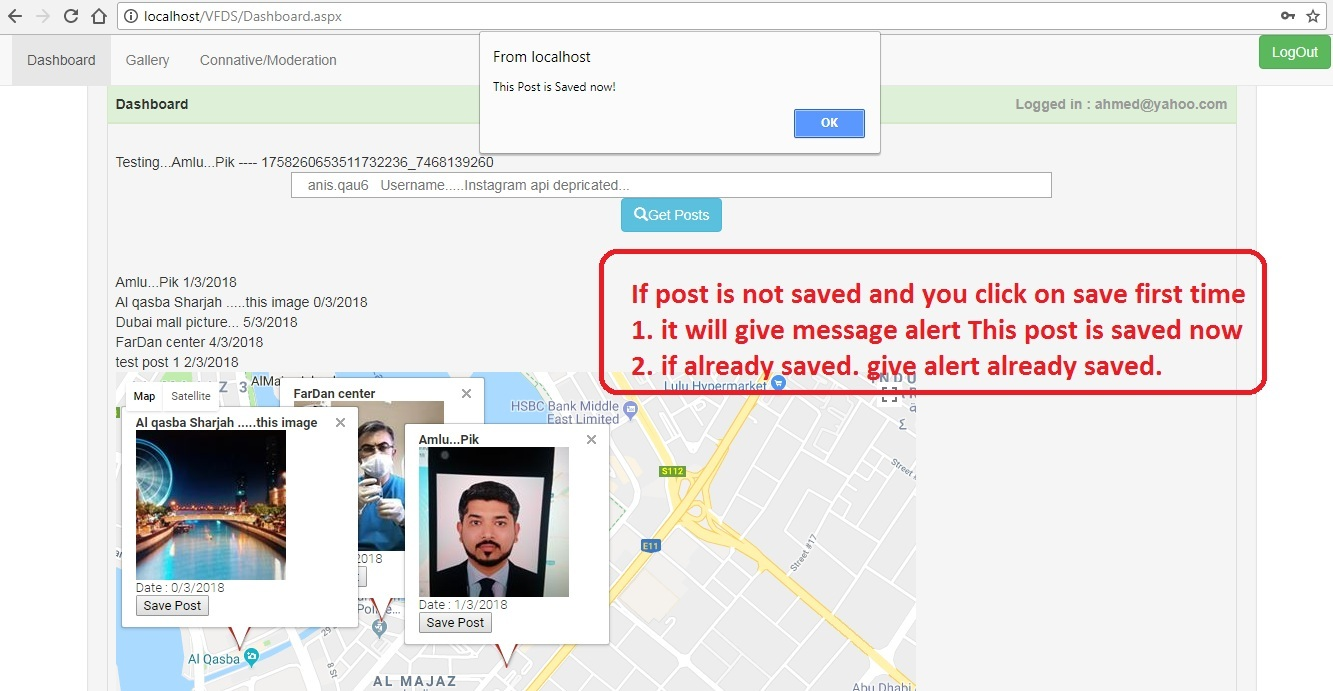 localhost/VFDS/Dashboard.aspx
Dashboard
Gallery
Connative/Moderation
LogOut
From localhost
This Post is Saved now!
OK
Dashboard
Logged in : ahmed@yahoo.com
Testing...Amlu...Pik ---- 1758260653511732236_7468139260
anis.qau6 Username.....Instagram api depricated...
Get Posts
Amlu...Pik 1/3/2018
Al qasba Sharjah .....this image 0/3/2018
Dubai mall picture... 5/3/2018
FarDan center 4/3/2018
test post 1 2/3/2018
If post is not saved and you click on save first time
1. it will give message alert This post is saved now
2. if already saved. give alert already saved.
Map
Satellite
Z 3
FarDan center
Al qasba Sharjah .....this image
Date : 0/3/2018
Save Post
2018
Amlu...Pik
Date : 1/3/2018
Save Post
HSBC Bank Middle
East Limited
Lulu Hypermarket
S112
E11
Street #17
Al Qasba
8 St
AL MAJAZ
Abu Dhabi